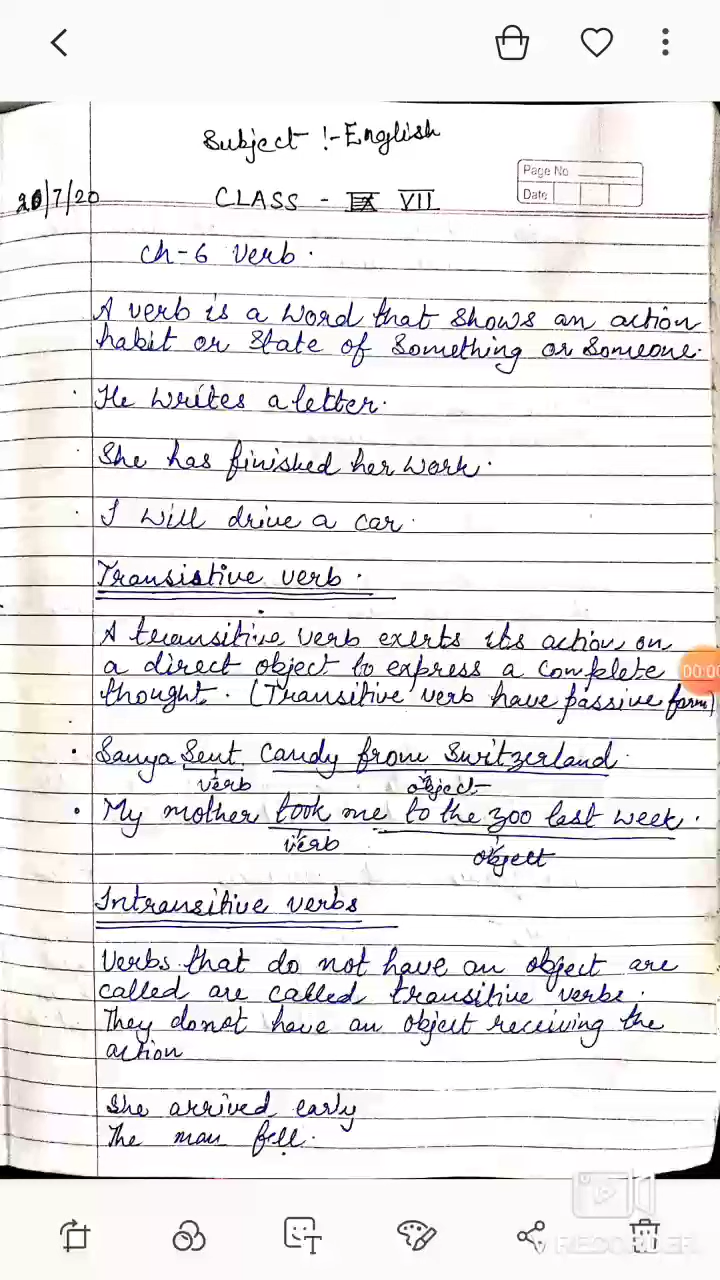 Subject :- English
Page No
20/7/20
CLASS - VII
Date
Ch-6 Verb.
A verb is a word that shows an action
habit or state of something or someone.
He writes a letter.
She has finished her work.
I will drive a car.
Transistive verb.
A transitive verb exerts its action on
00:00
a direct object to express a complete
thought. (Transitive verb have passive form)
Sanya sent candy from Switzerland.
verb object
My mother took me to the zoo last week.
verb
object
Intransitive verbs
Verbs that do not have an object are
called are called transitive verbs.
They donot have an object receiving the
action
She arrived early
The man fell.
RECORDER